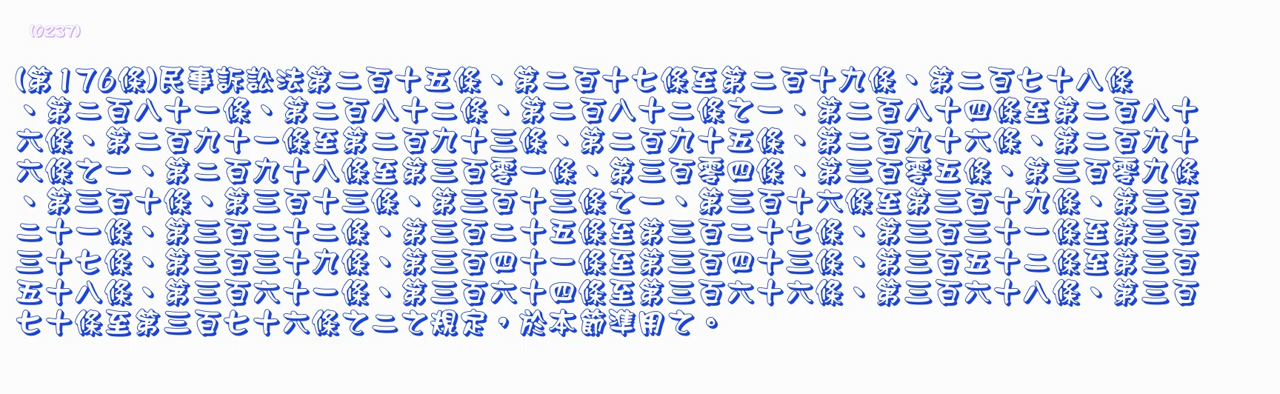 (0237)
(第176條)民事訴訟法第二百十五條、第二百十七條至第二百十九條、第二百七十八條
、第二百八十一條、第二百八十二條、第二百八十二條之一、第二百八十四條至第二百八十
六條、第二百九十一條至第二百九十三條、第二百九十五條、第二百九十六條、第二百九十
六條之一、第二百九十八條至第三百零一條、第三百零四條、第三百零五條、第三百零九條
、第三百十條、第三百十三條、第三百十三條之一、第三百十六條至第三百十九條、第三百
二十一條、第三百二十二條、第三百二十五條至第三百二十七條、第三百三十一條至第三百
三十七條、第三百三十九條、第三百四十一條至第三百四十三條、第三百五十二條至第三百
五十八條、第三百六十一條、第三百六十四條至第三百六十六條、第三百六十八條、第三百
七十條至第三百七十六條之二之規定，於本節準用之。